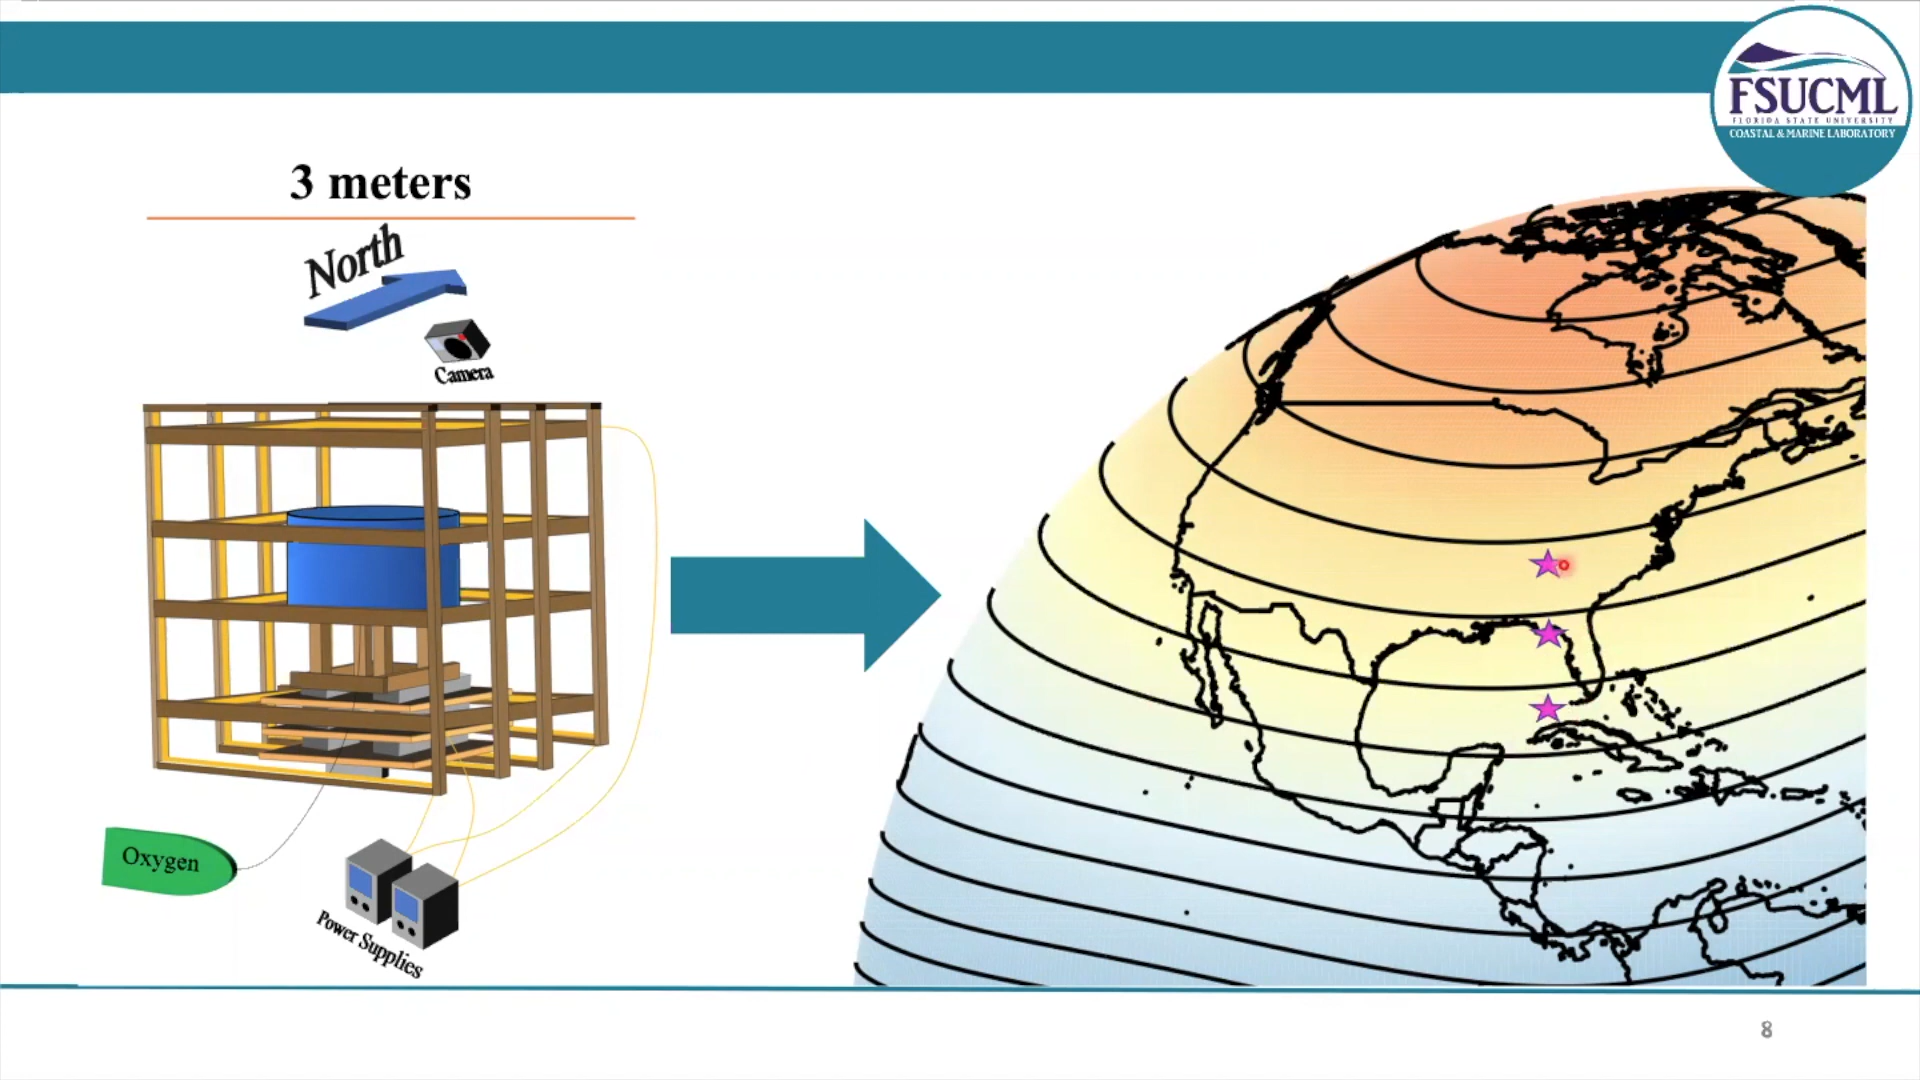 FSUCML
FLORIDA STATE UNIVERSITY
COASTAL & MARINE LABORATORY
3 meters
North
Camera
Oxygen
Power Supplies
8